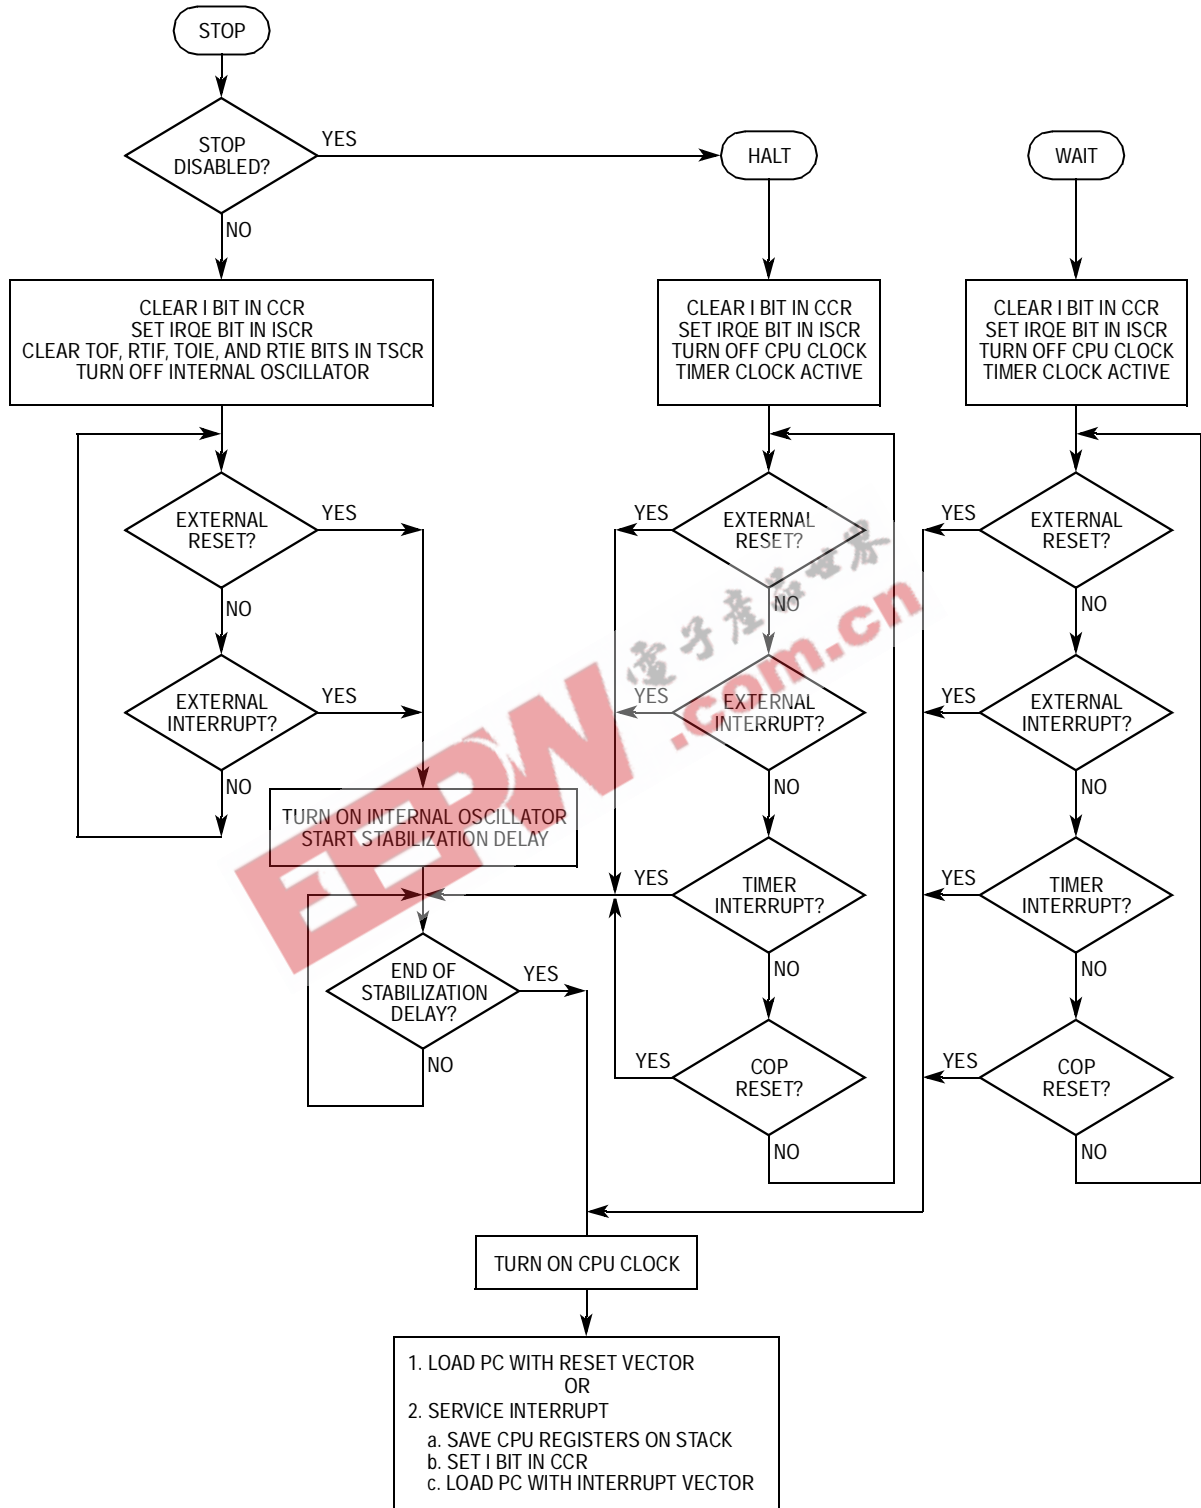 STOP
STOP
DISABLED?
YES
HALT
WAIT
NO
CLEAR I BIT IN CCR
SET IRQE BIT IN ISCR
CLEAR TOF, RTIF, TOIE, AND RTIE BITS IN TSCR
TURN OFF INTERNAL OSCILLATOR
CLEAR I BIT IN CCR
SET IRQE BIT IN ISCR
TURN OFF CPU CLOCK
TIMER CLOCK ACTIVE
CLEAR I BIT IN CCR
SET IRQE BIT IN ISCR
TURN OFF CPU CLOCK
TIMER CLOCK ACTIVE
EXTERNAL
RESET?
YES
NO
EXTERNAL
INTERRUPT?
YES
NO
TURN ON INTERNAL OSCILLATOR
START STABILIZATION DELAY
END OF
STABILIZATION
DELAY?
YES
NO
YES
EXTERNAL
RESET?
NO
YES
EXTERNAL
INTERRUPT?
NO
YES
TIMER
INTERRUPT?
NO
YES
COP
RESET?
NO
YES
EXTERNAL
RESET?
NO
YES
EXTERNAL
INTERRUPT?
NO
YES
TIMER
INTERRUPT?
NO
YES
COP
RESET?
NO
TURN ON CPU CLOCK
1. LOAD PC WITH RESET VECTOR
OR
2. SERVICE INTERRUPT
a. SAVE CPU REGISTERS ON STACK
b. SET I BIT IN CCR
c. LOAD PC WITH INTERRUPT VECTOR
電子產品世界
EEPW.com.cn